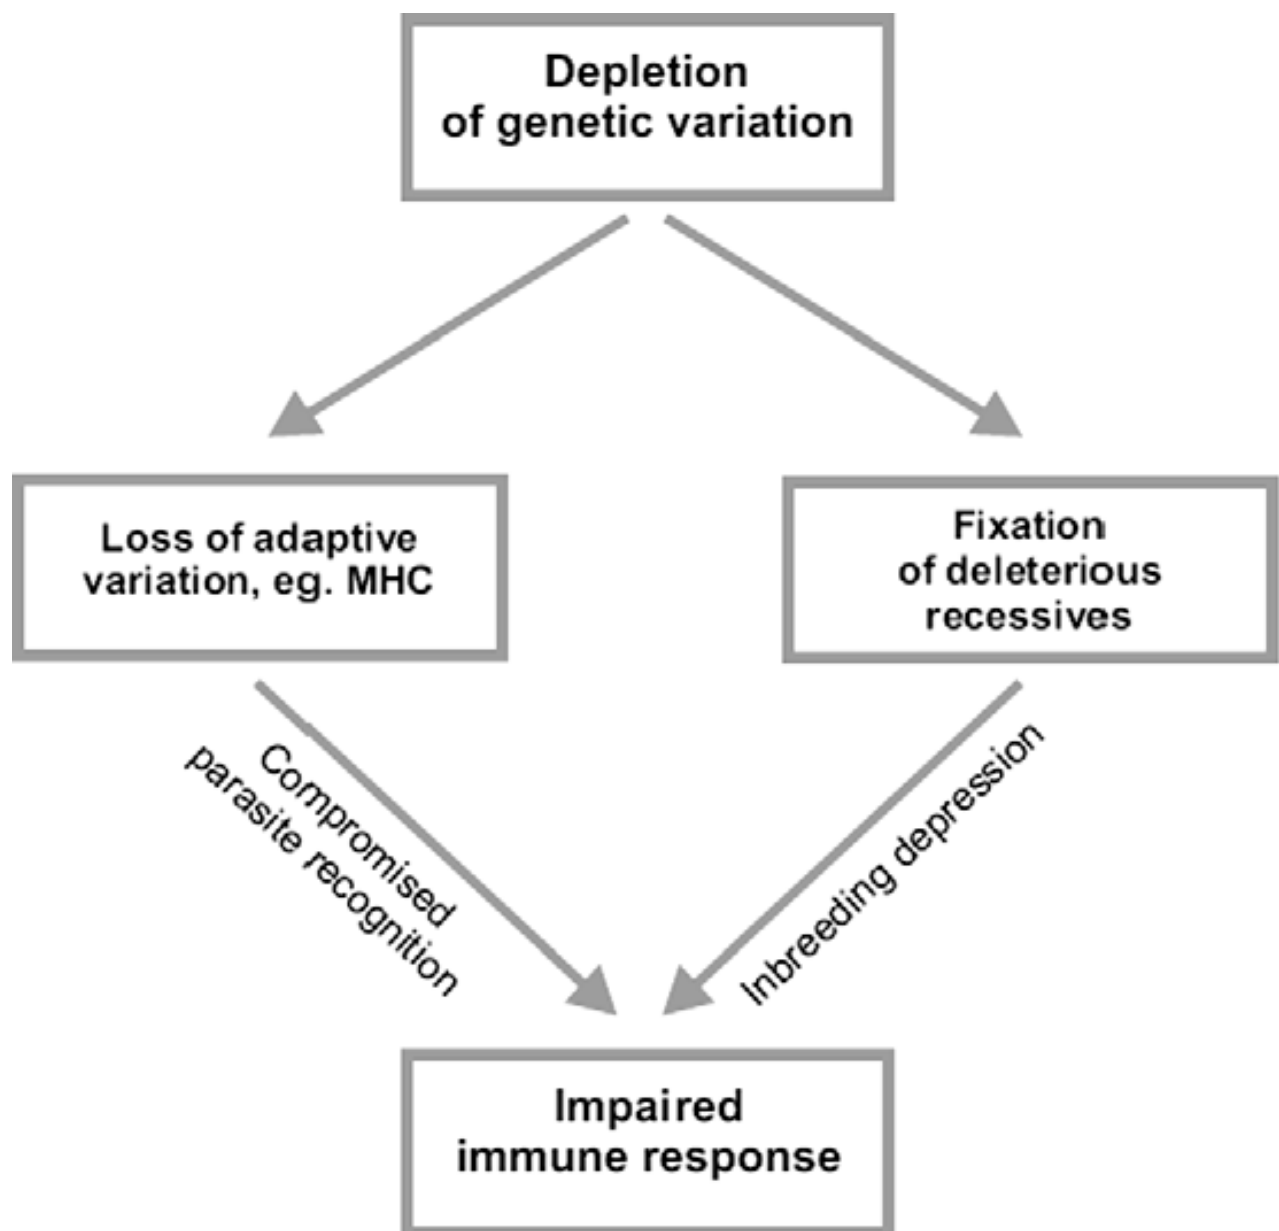 Depletion
of genetic variation
Loss of adaptive
variation, eg. MHC
Fixation
of deleterious
recessives
Compromised
parasite recognition
Inbreeding depression
Impaired
immune response